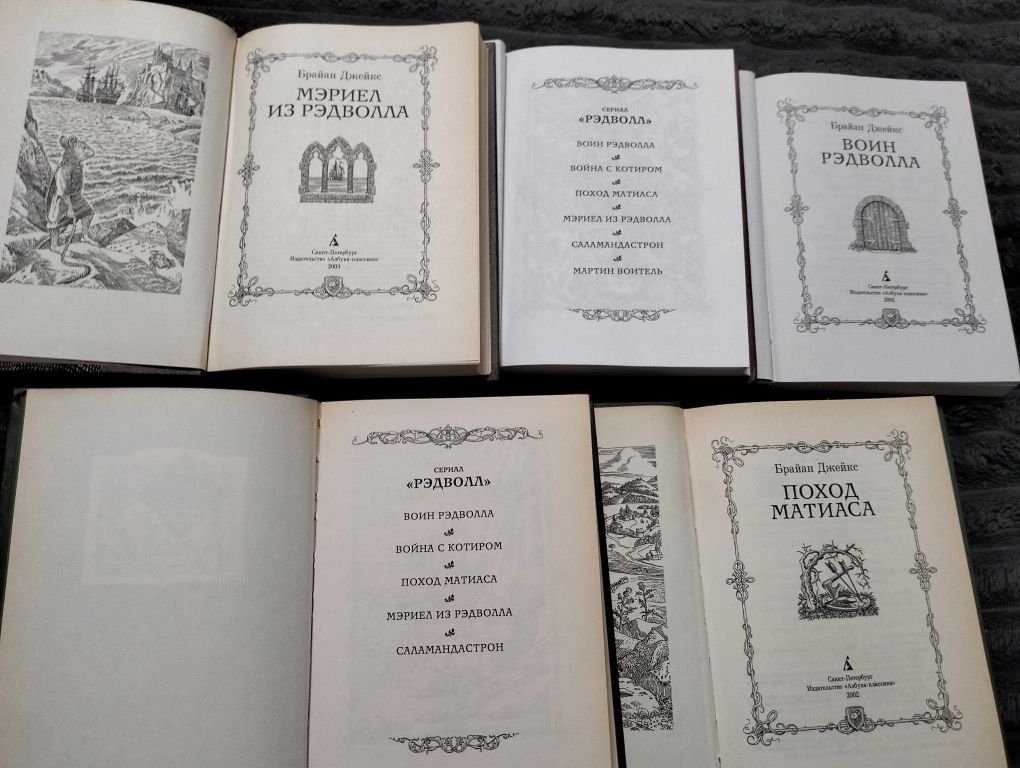 Брайан Джейкс
МЭРИЕЛ
ИЗ РЭДВОЛЛА
Санкт-Петербург
Издательство «Азбука-классика»
2003
СЕРИАЛ
«РЭДВОЛЛ»
ВОИН РЭДВОЛЛА
ВОЙНА С КОТИРОМ
ПОХОД МАТИАСА
МЭРИЕЛ ИЗ РЭДВОЛЛА
САЛАМАНДАСТРОН
МАРТИН ВОИТЕЛЬ
Брайан Джейкс
ВОИН
РЭДВОЛЛА
Санкт-Петербург
Издательство «Азбука-классика»
2002
СЕРИАЛ
«РЭДВОЛЛ»
ВОИН РЭДВОЛЛА
ВОЙНА С КОТИРОМ
ПОХОД МАТИАСА
МЭРИЕЛ ИЗ РЭДВОЛЛА
САЛАМАНДАСТРОН
Брайан Джейкс
ПОХОД
МАТИАСА
Санкт-Петербург
Издательство «Азбука-классика»
2002